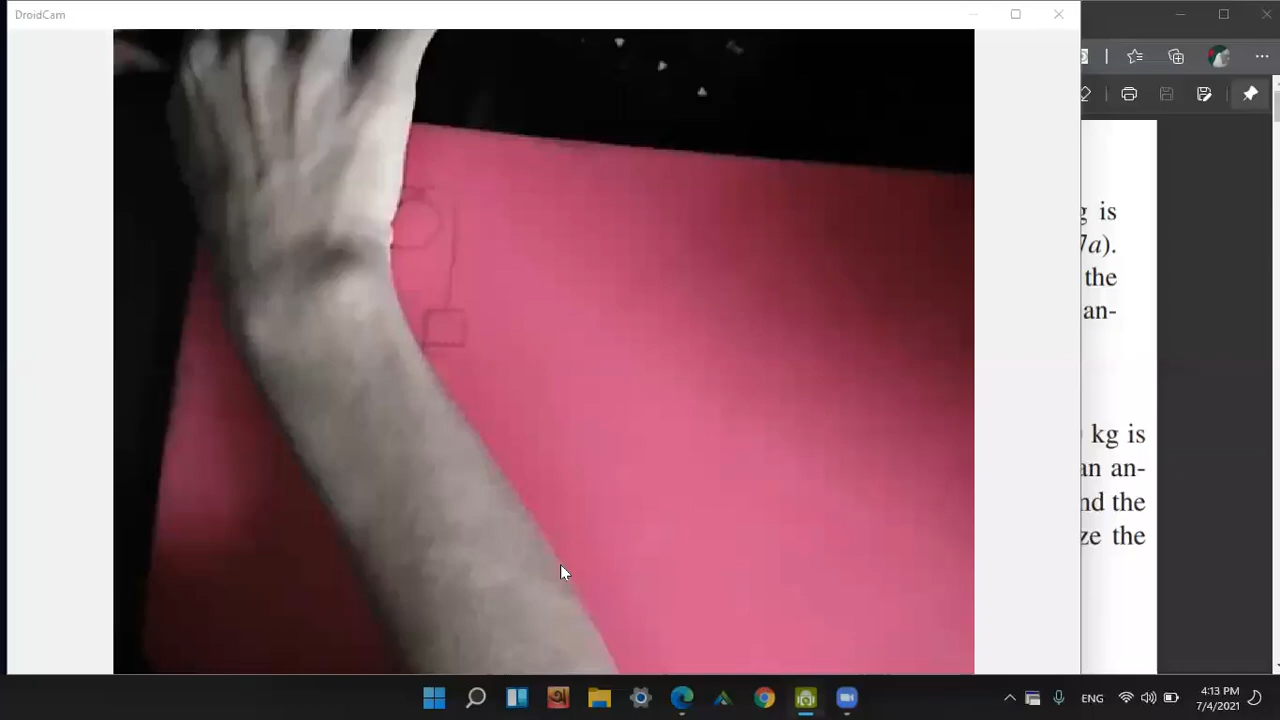 DroidCam
g is
7a).
the
an-
kg is
an an-
nd the
ze the
ENG
4:13 PM
7/4/2021